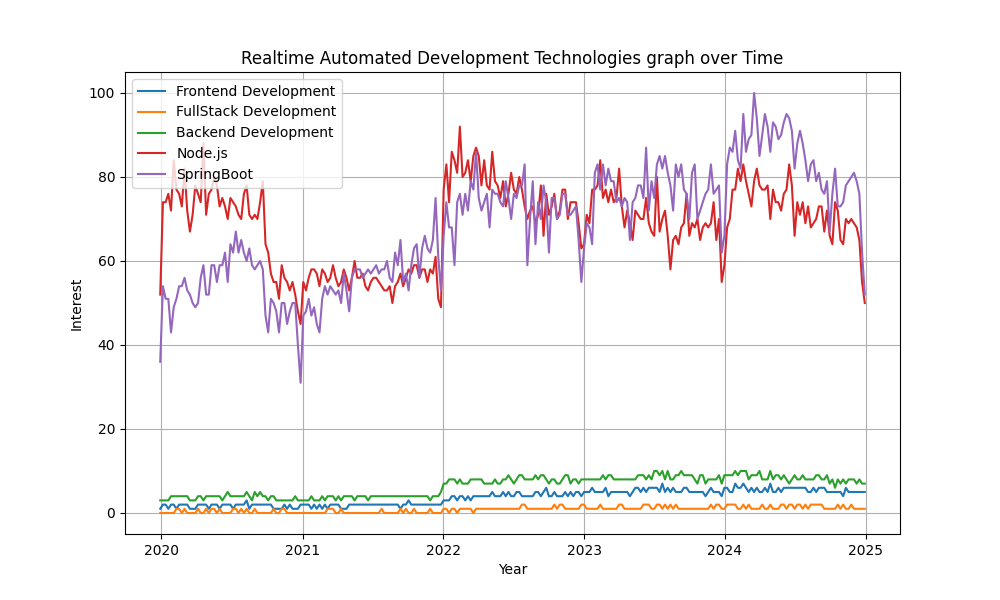 Realtime Automated Development Technologies graph over Time
Frontend Development
FullStack Development
Backend Development
Node.js
SpringBoot
100
80
60
40
20
0
Interest
2020 2021 2022 2023 2024 2025
Year